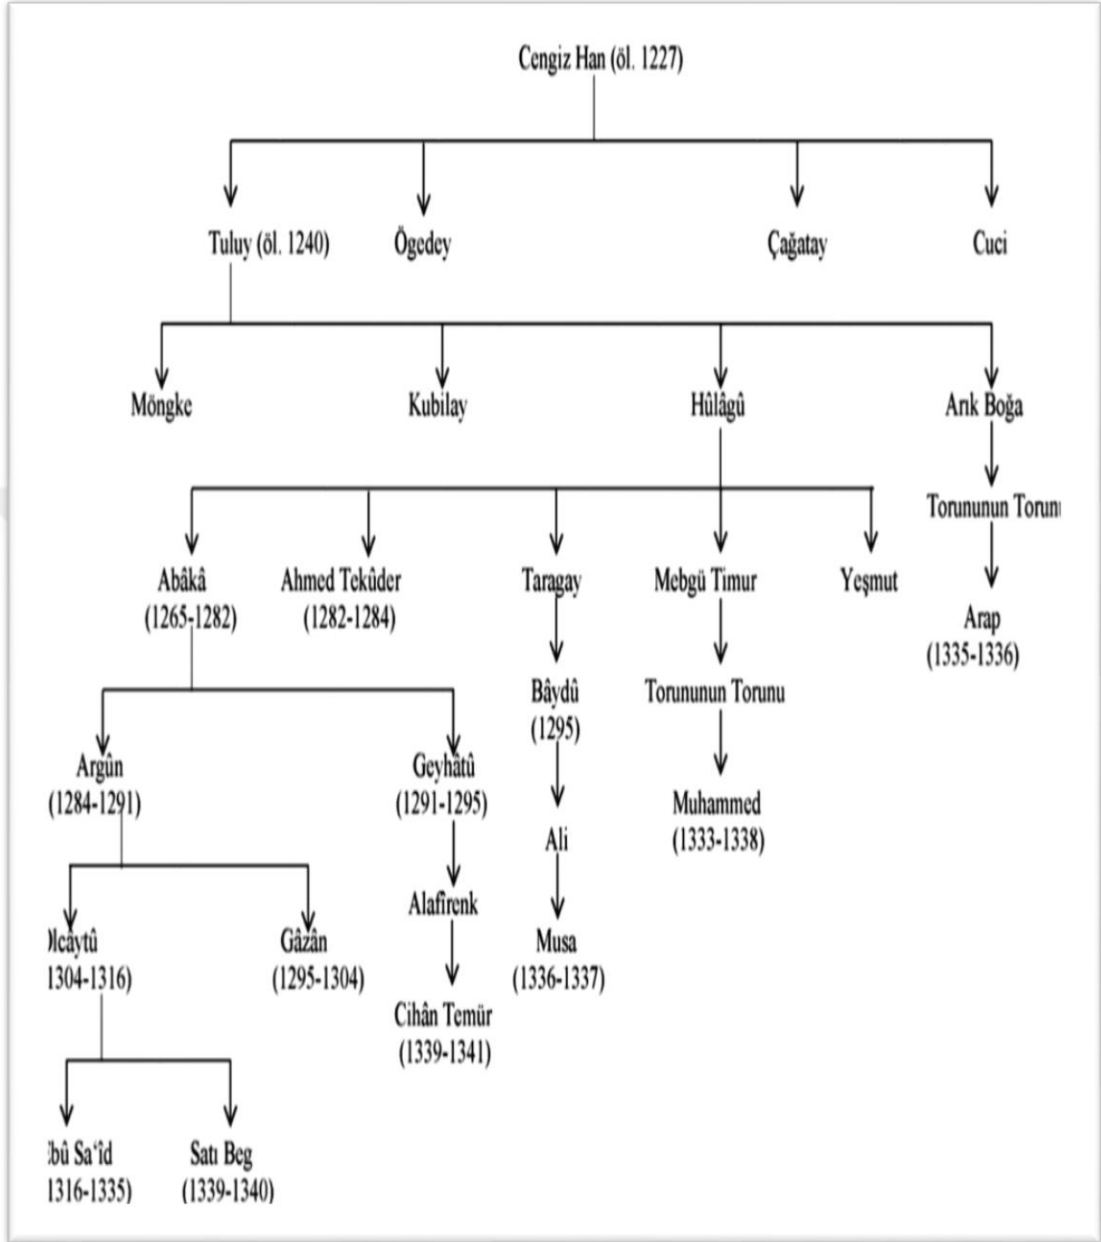 Cengiz Han (öl. 1227)
Tuluy (öl. 1240) Ögedey Çağatay Cuci
Möngke Kubilay Hûlâgû Arık Boğa
Torununun Torun
Abâkâ Ahmed Tekûder Taragay Mebgü Timur Yeşmut
(1265-1282) (1282-1284)
Arap
(1335-1336)
Bâydû Torununun Torunu
(1295)
Argûn Geyhâtû
(1284-1291) (1291-1295)
Muhammed
(1333-1338)
Ali
Alafirenk
lcâytû Gâzân Musa
1304-1316) (1295-1304) (1336-1337)
Cihân Temür
(1339-1341)
bû Sa‘îd Satı Beg
1316-1335) (1339-1340)